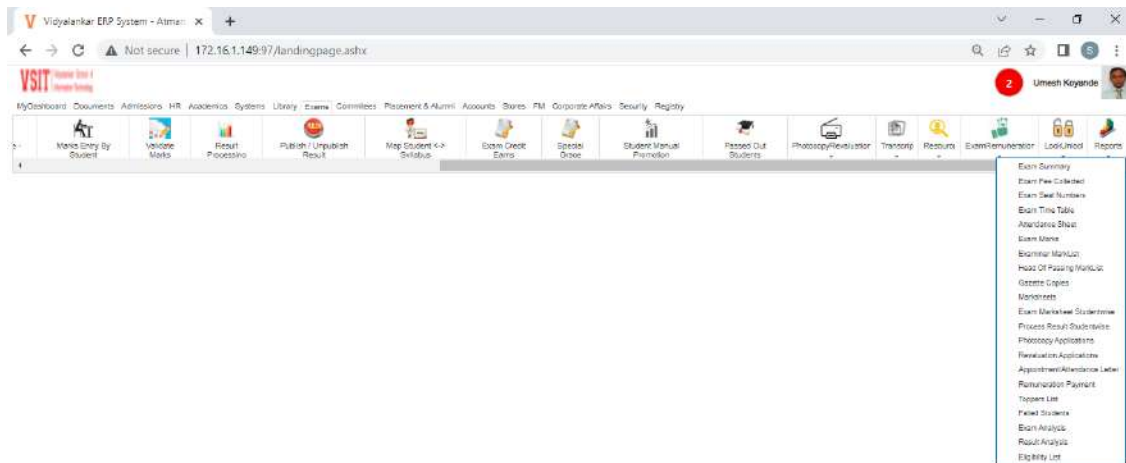 Vidyalankar ERP System - Atman
Not secure | 172.16.1.149:97/landingpage.ashx
VSIT
2
Umesh Koyande
MyDashboard Documents Admissions HR Academics Systems Library Exams Committees Placement & Alumni Accounts Stores FM Corporate Affairs Security Registry
Marks Entry By Student
Validate Marks
Result Processing
Publish / Unpublish Result
Map Student <-> Syllabus
Exam Credit Earns
Special Grace
Student Manual Promotion
Passed Out Students
Photocopy/Revaluation
Transcrip
Resourc
ExamRemuneration
Lock/Unlock
Reports
Exam Summary
Exam Fee Collected
Exam Seat Numbers
Exam Time Table
Attendance Sheet
Exam Marks
Examiner MarkList
Head Of Passing MarkList
Gazette Copies
Marksheets
Exam Marksheet Studentwise
Process Result Studentwise
Photocopy Applications
Revaluation Applications
Appointment/Attendance Letter
Remuneration Payment
Toppers List
Failed Students
Exam Analysis
Result Analysis
Eligibility List